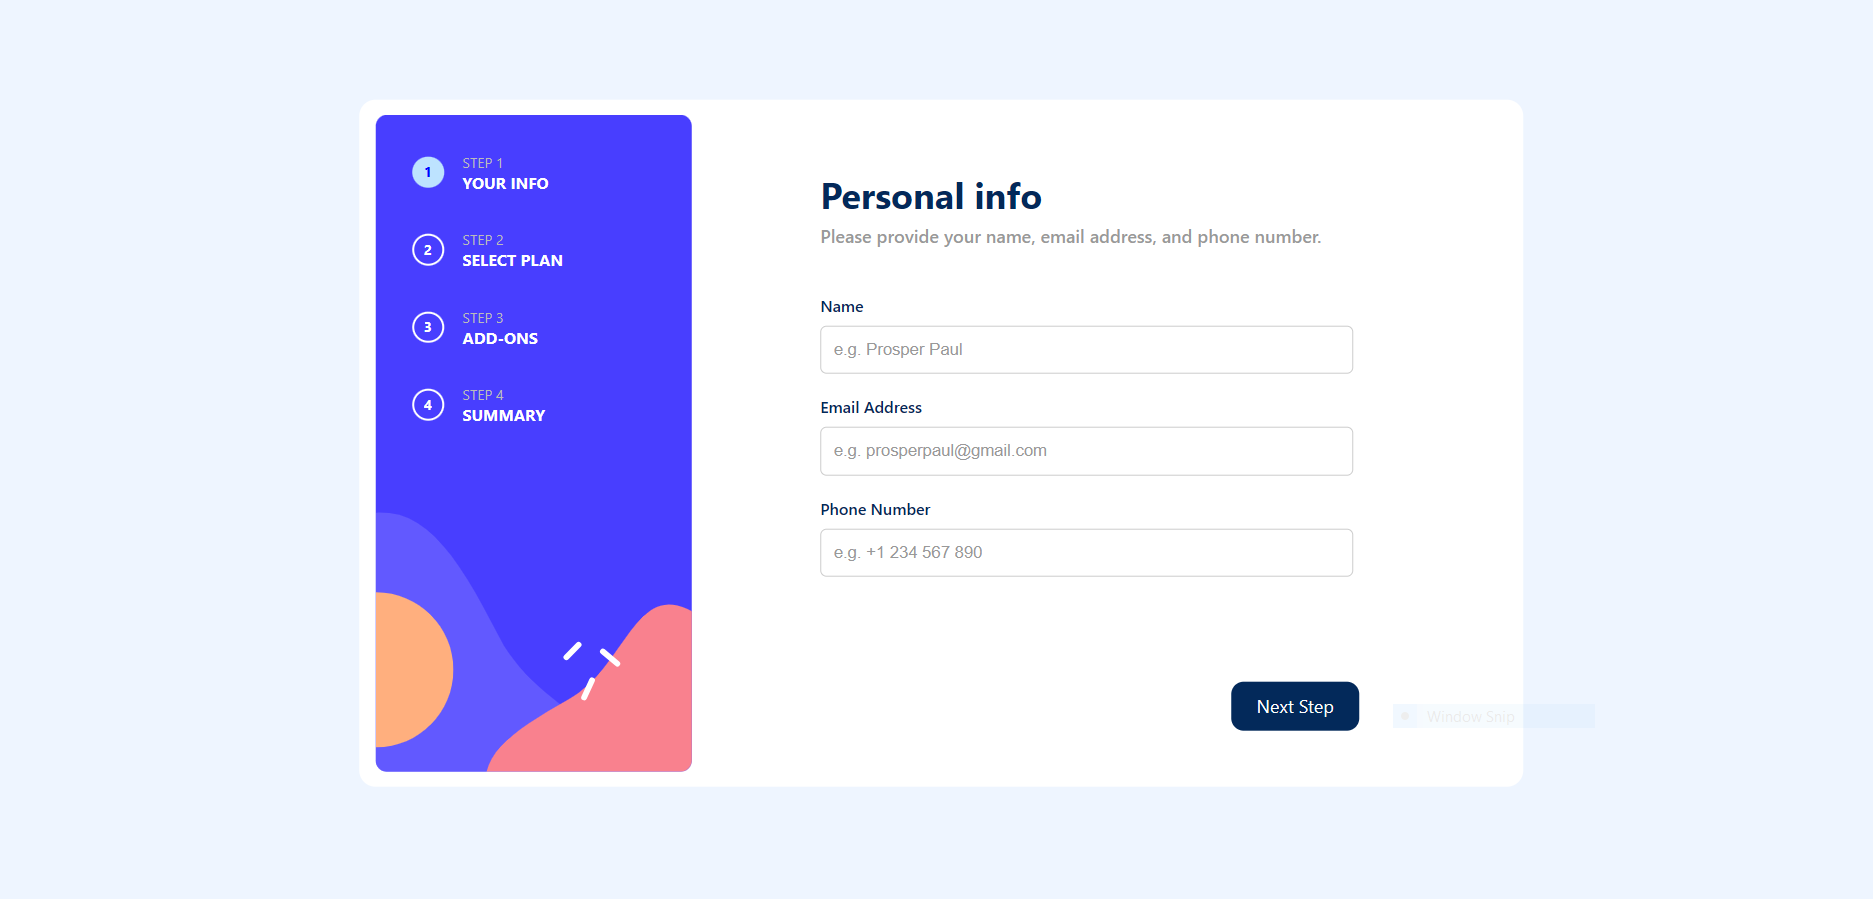 1
STEP 1
YOUR INFO
2
STEP 2
SELECT PLAN
3
STEP 3
ADD-ONS
4
STEP 4
SUMMARY
Personal info
Please provide your name, email address, and phone number.
Name
e.g. Prosper Paul
Email Address
e.g. prosperpaul@gmail.com
Phone Number
e.g. +1 234 567 890
Next Step
Window Snip